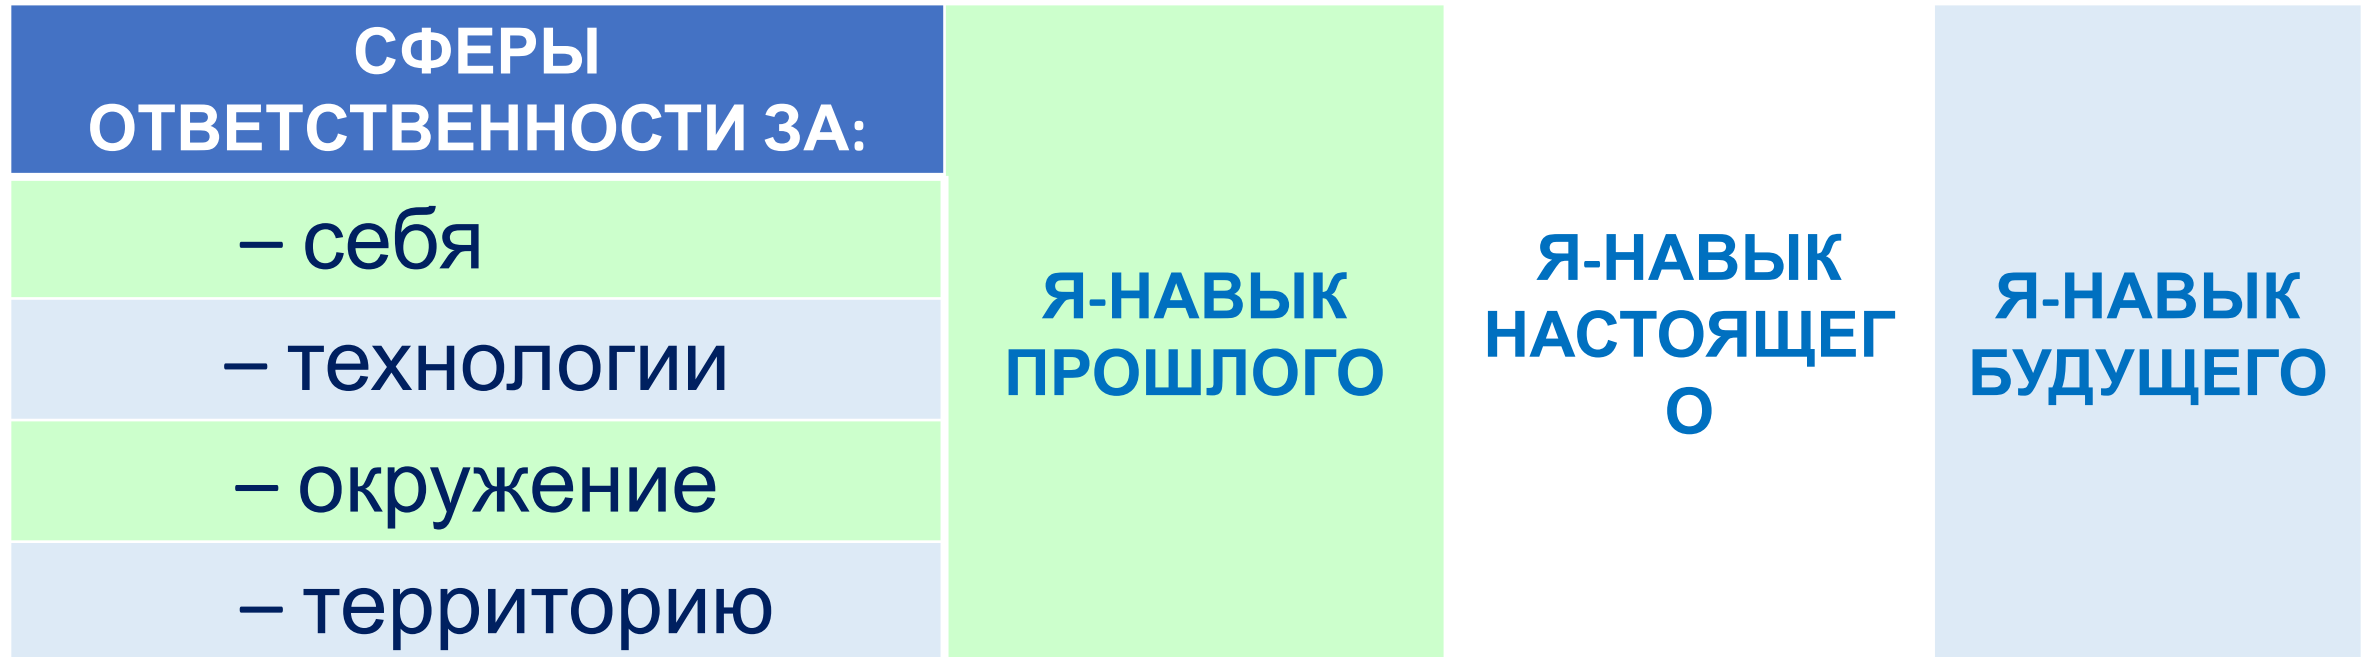 СФЕРЫ
ОТВЕТСТВЕННОСТИ ЗА:
– себя
– технологии
– окружение
– территорию
Я-НАВЫК
ПРОШЛОГО
Я-НАВЫК
НАСТОЯЩЕГ
О
Я-НАВЫК
БУДУЩЕГО